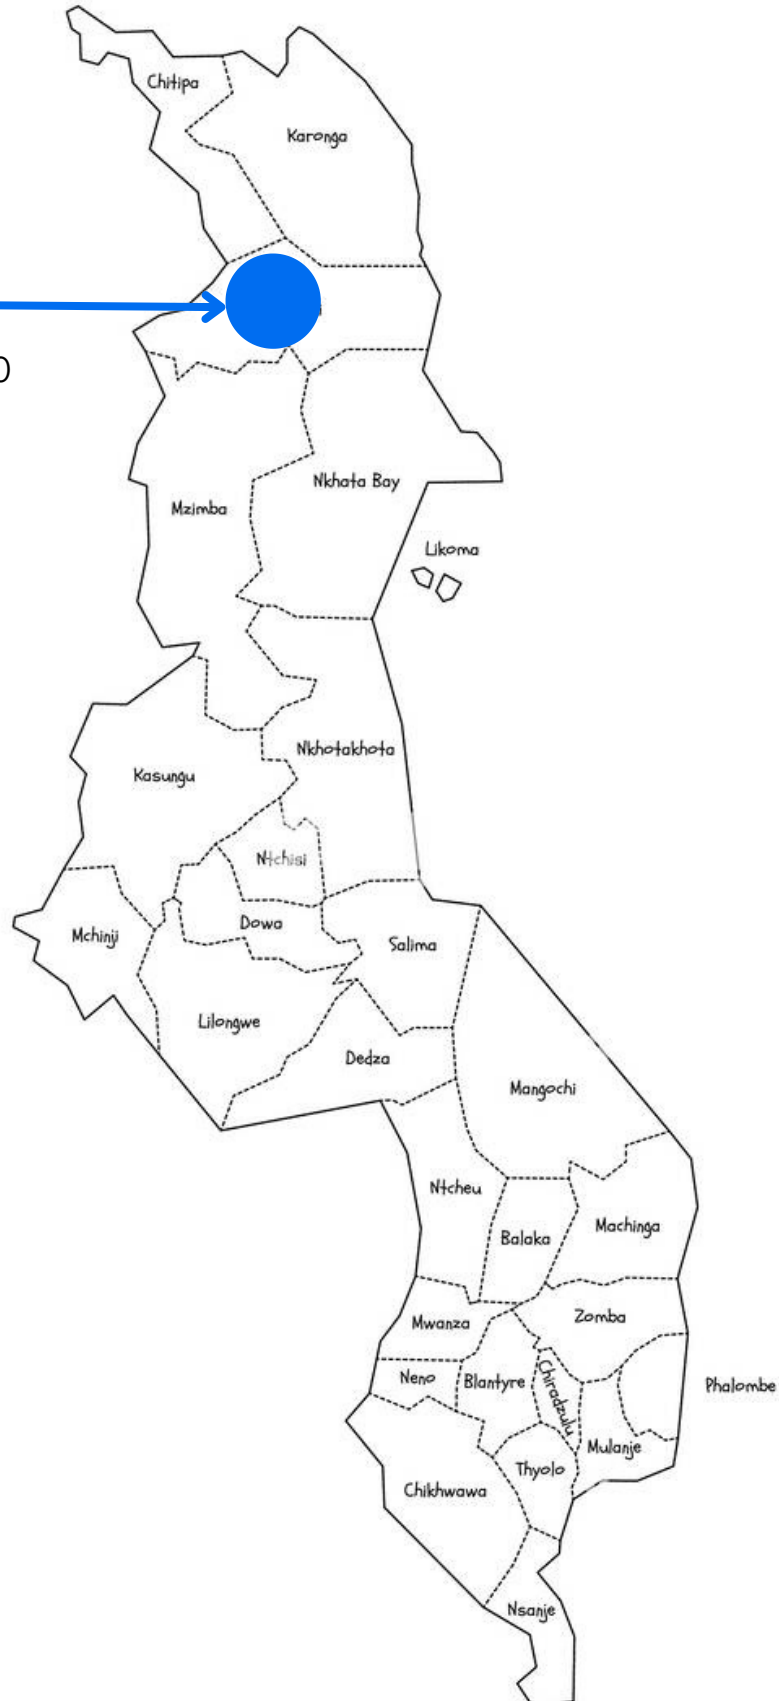 Chitipa
Karonga
0
Nkhata Bay
Mzimba
Likoma
Nkhotakhota
Kasungu
Ntchisi
Dowa
Mchinji
Salima
Lilongwe
Dedza
Mangochi
Ntcheu
Machinga
Balaka
Zomba
Mwanza
Neno
Blantyre
Chiradzulu
Phalombe
Mulanje
Thyolo
Chikhwawa
Nsanje